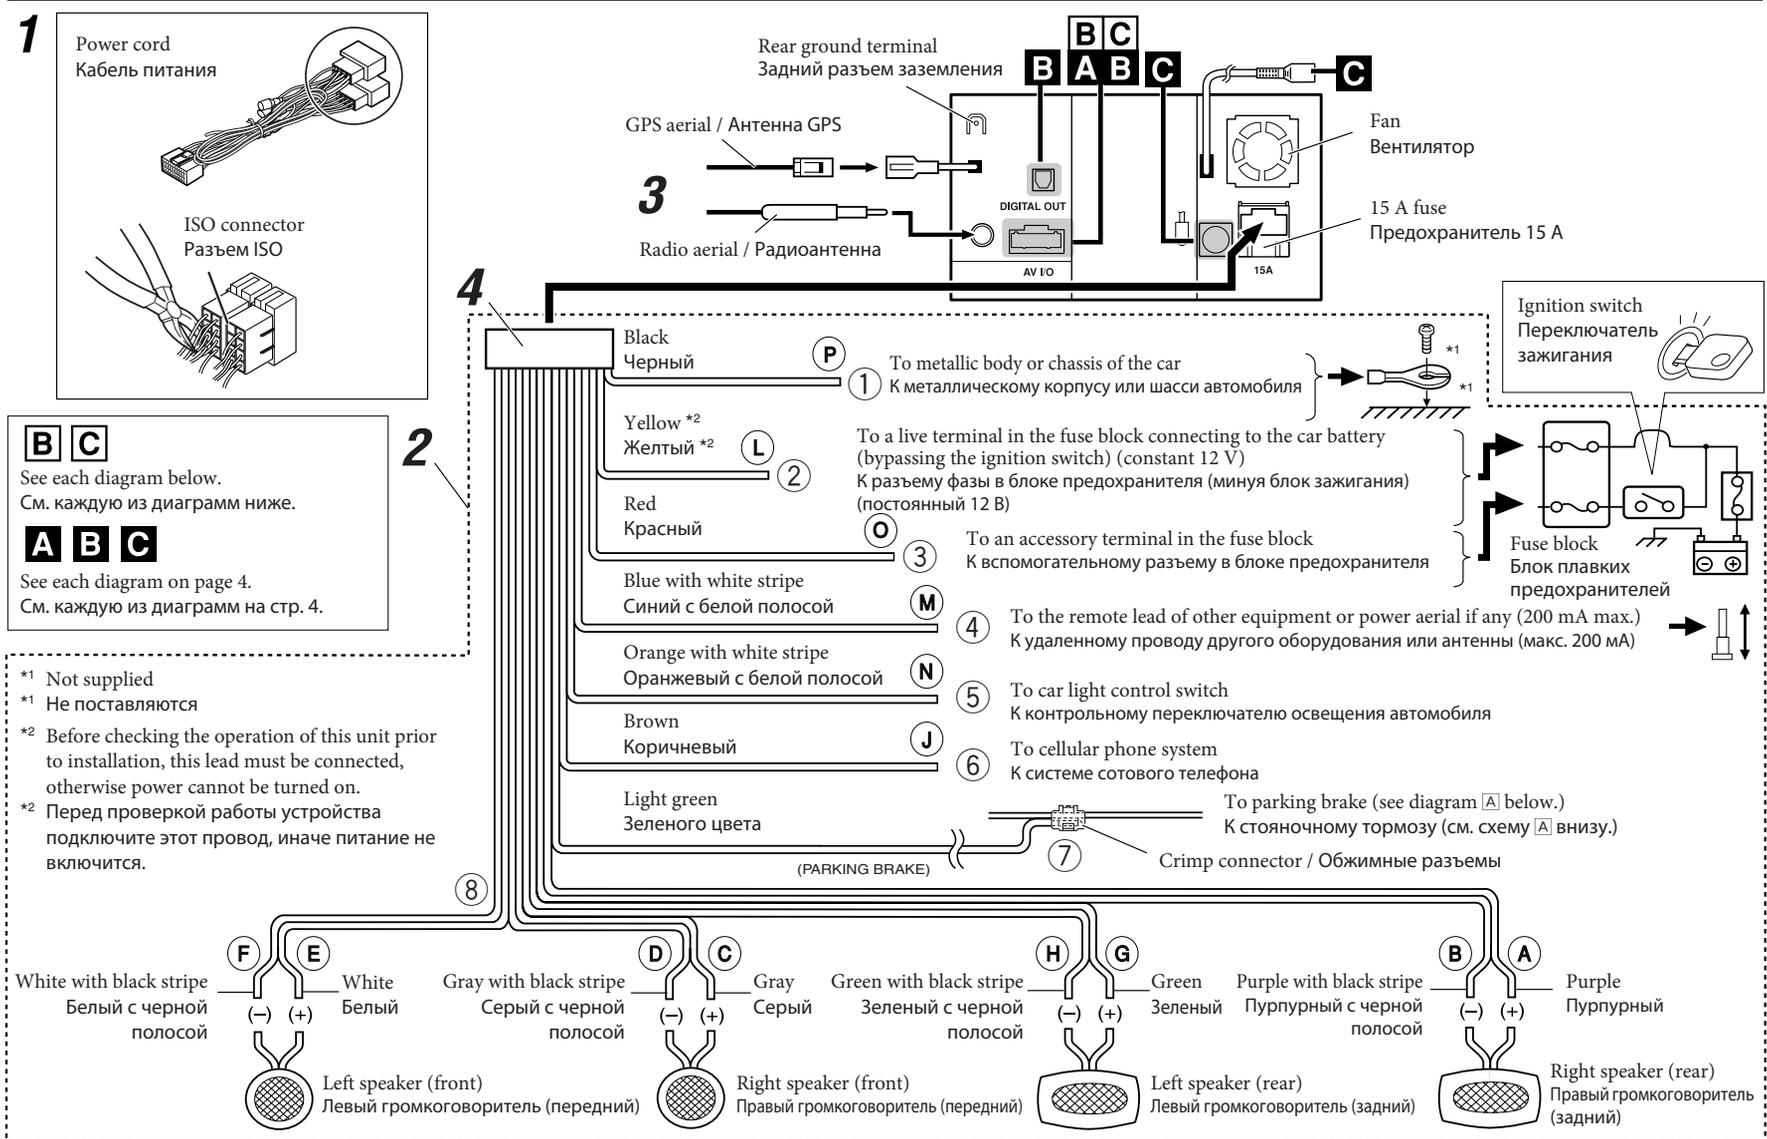 1
Power cord
Кабель питания
ISO connector
Разъем ISO
B C
See each diagram below.
См. каждую из диаграмм ниже.
A B C
See each diagram on page 4.
См. каждую из диаграмм на стр. 4.
2
Rear ground terminal
Задний разъем заземления
B
B C
A B
C
C
GPS aerial / Антенна GPS
3
Radio aerial / Радиоантенна
DIGITAL OUT
AV I/O
15A
Fan
Вентилятор
15 A fuse
Предохранитель 15 А
4
Ignition switch
Переключатель
зажигания
Black
Черный
P
1
To metallic body or chassis of the car
К металлическому корпусу или шасси автомобиля
*1
*1
Yellow *2
Желтый *2
L
2
To a live terminal in the fuse block connecting to the car battery
(bypassing the ignition switch) (constant 12 V)
К разъему фазы в блоке предохранителя (минуя блок зажигания)
(постоянный 12 В)
Red
Красный
O
3
To an accessory terminal in the fuse block
К вспомогательному разъему в блоке предохранителя
Fuse block
Блок плавких
предохранителей
Blue with white stripe
Синий с белой полосой
M
4
To the remote lead of other equipment or power aerial if any (200 mA max.)
К удаленному проводу другого оборудования или антенны (макс. 200 мА)
Orange with white stripe
Оранжевый с белой полосой
N
5
To car light control switch
К контрольному переключателю освещения автомобиля
Brown
Коричневый
J
6
To cellular phone system
К системе сотового телефона
Light green
Зеленого цвета
(PARKING BRAKE)
7
To parking brake (see diagram A below.)
К стояночному тормозу (см. схему A внизу.)
Crimp connector / Обжимные разъемы
*1 Not supplied
*1 Не поставляются
*2 Before checking the operation of this unit prior
to installation, this lead must be connected,
otherwise power cannot be turned on.
*2 Перед проверкой работы устройства
подключите этот провод, иначе питание не
включится.
8
F E
White with black stripe
Белый с черной
полосой
White
Белый
(–) (+)
Left speaker (front)
Левый громкоговоритель (передний)
D C
Gray with black stripe
Серый с черной
полосой
Gray
Серый
(–) (+)
Right speaker (front)
Правый громкоговоритель (передний)
H G
Green with black stripe
Зеленый с черной
полосой
Green
Зеленый
(–) (+)
Left speaker (rear)
Левый громкоговоритель (задний)
B A
Purple with black stripe
Пурпурный с черной
полосой
Purple
Пурпурный
(–) (+)
Right speaker (rear)
Правый громкоговоритель
(задний)